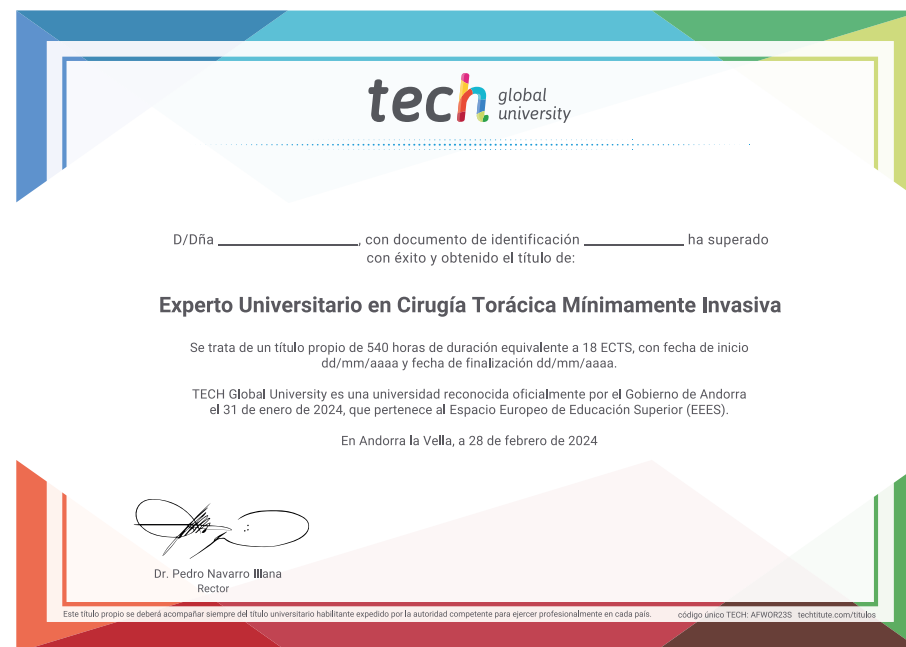 tech global university
D/Dña ____________________, con documento de identificación ______________ ha superado
con éxito y obtenido el título de:
Experto Universitario en Cirugía Torácica Mínimamente Invasiva
Se trata de un título propio de 540 horas de duración equivalente a 18 ECTS, con fecha de inicio
dd/mm/aaaa y fecha de finalización dd/mm/aaaa.
TECH Global University es una universidad reconocida oficialmente por el Gobierno de Andorra
el 31 de enero de 2024, que pertenece al Espacio Europeo de Educación Superior (EEES).
En Andorra la Vella, a 28 de febrero de 2024
Dr. Pedro Navarro Illana
Rector
Este título propio se deberá acompañar siempre del título universitario habilitante expedido por la autoridad competente para ejercer profesionalmente en cada país. código único TECH: AFWOR23S techtitute.com/titulos